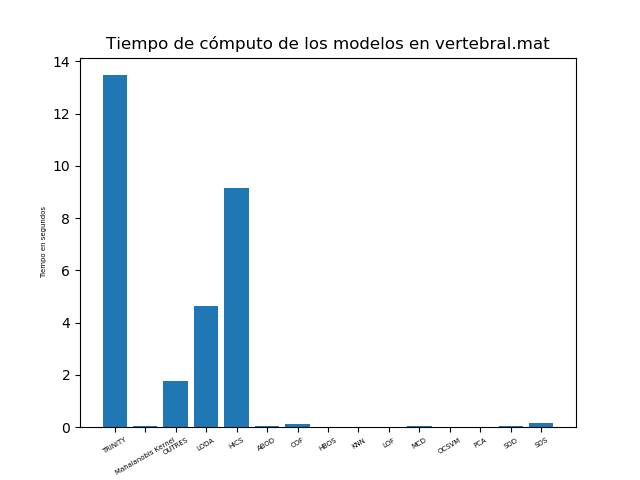 Tiempo de cómputo de los modelos en vertebral.mat
14
12
10
8
6
4
2
0
Tiempo en segundos
TRINITY
Mahalanobis Kernel
OUTRES
LODA
HICS
ABOD
COF
HBOS
KNN
LOF
MCD
OCSVM
PCA
SOD
SOS